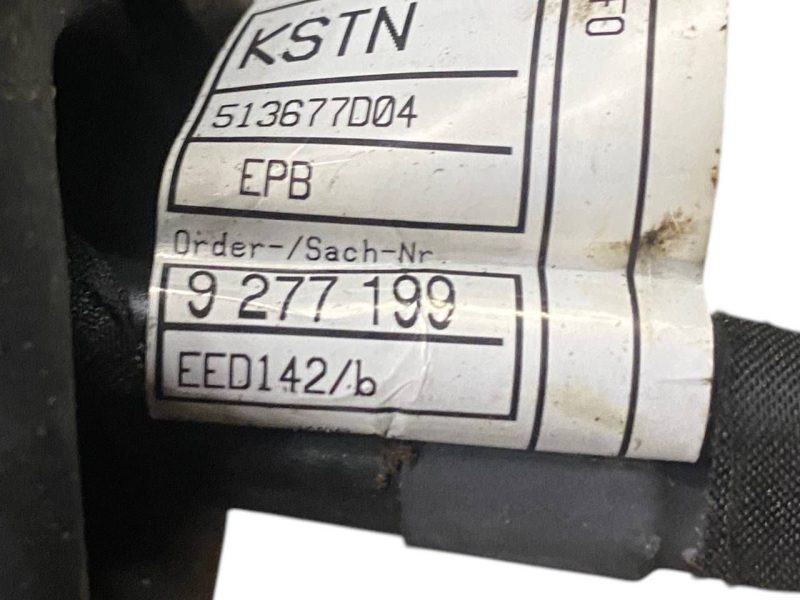 KSTN
513677D04
EPB
Order-/Sach-Nr
9 277 199
EED142/b